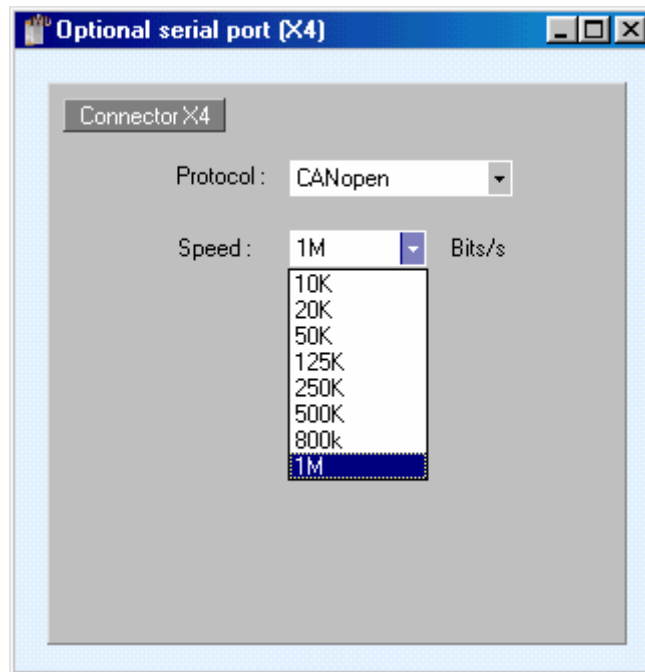 Optional serial port (X4)
Connector X4
Protocol : CANopen
Speed : 1M Bits/s
10K
20K
50K
125K
250K
500K
800k
1M